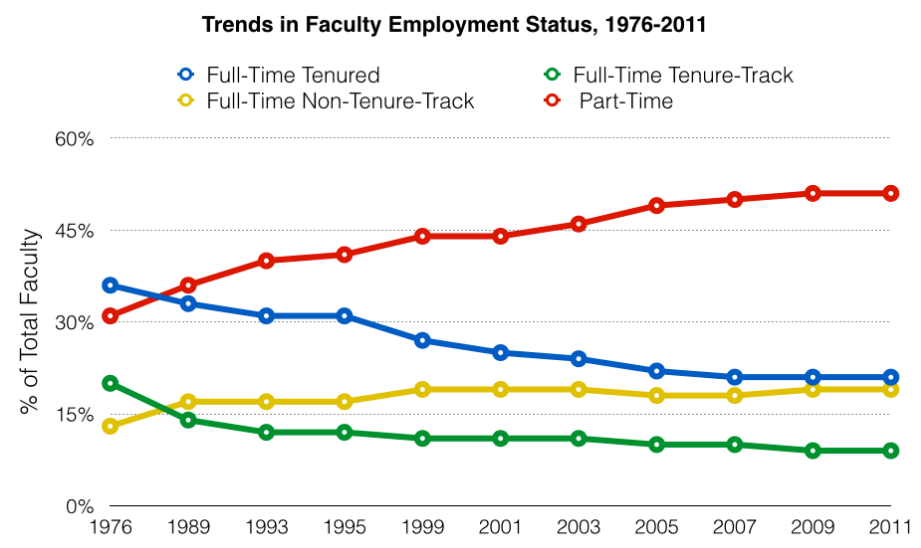 Trends in Faculty Employment Status, 1976-2011
Full-Time Tenured
Full-Time Tenure-Track
Full-Time Non-Tenure-Track
Part-Time
% of Total Faculty
60%
45%
30%
15%
0%
1976 1989 1993 1995 1999 2001 2003 2005 2007 2009 2011